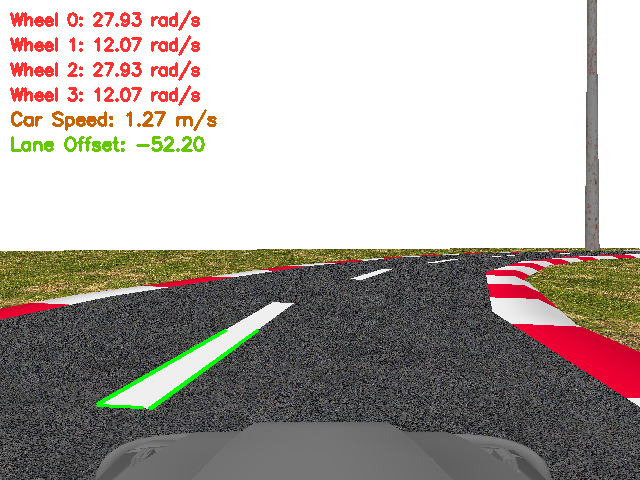 Wheel 0: 27.93 rad/s
Wheel 1: 12.07 rad/s
Wheel 2: 27.93 rad/s
Wheel 3: 12.07 rad/s
Car Speed: 1.27 m/s
Lane Offset: -52.20